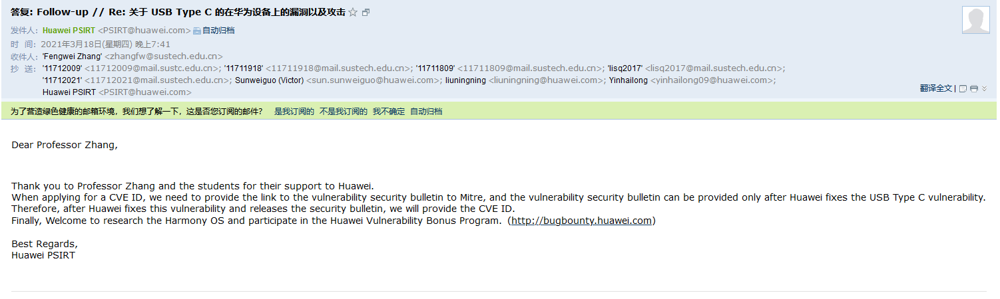 答复: Follow-up // Re: 关于 USB Type C 的在华为设备上的漏洞以及攻击
发件人: Huawei PSIRT <PSIRT@huawei.com> 自动归档
时 间: 2021年3月18日(星期四) 晚上7:41
收件人: 'Fengwei Zhang' <zhangfw@sustech.edu.cn>
抄 送: '11712009' <11712009@mail.sustc.edu.cn>; '11711918' <11711918@mail.sustech.edu.cn>; '11711809' <11711809@mail.sustech.edu.cn>; 'lisq2017' <lisq2017@mail.sustech.edu.cn>;
'11712021' <11712021@mail.sustech.edu.cn>; Sunweiguo (Victor) <sun.sunweiguo@huawei.com>; liuningning <liuningning@huawei.com>; Yinhailong <yinhailong09@huawei.com>;
Huawei PSIRT <PSIRT@huawei.com>
翻译全文 |
为了营造绿色健康的邮箱环境，我们想了解一下，这是否您订阅的邮件？ 是我订阅的 不是我订阅的 我不确定 自动归档
Dear Professor Zhang,
Thank you to Professor Zhang and the students for their support to Huawei.
When applying for a CVE ID, we need to provide the link to the vulnerability security bulletin to Mitre, and the vulnerability security bulletin can be provided only after Huawei fixes the USB Type C vulnerability.
Therefore, after Huawei fixes this vulnerability and releases the security bulletin, we will provide the CVE ID.
Finally, Welcome to research the Harmony OS and participate in the Huawei Vulnerability Bonus Program. (http://bugbounty.huawei.com)
Best Regards,
Huawei PSIRT